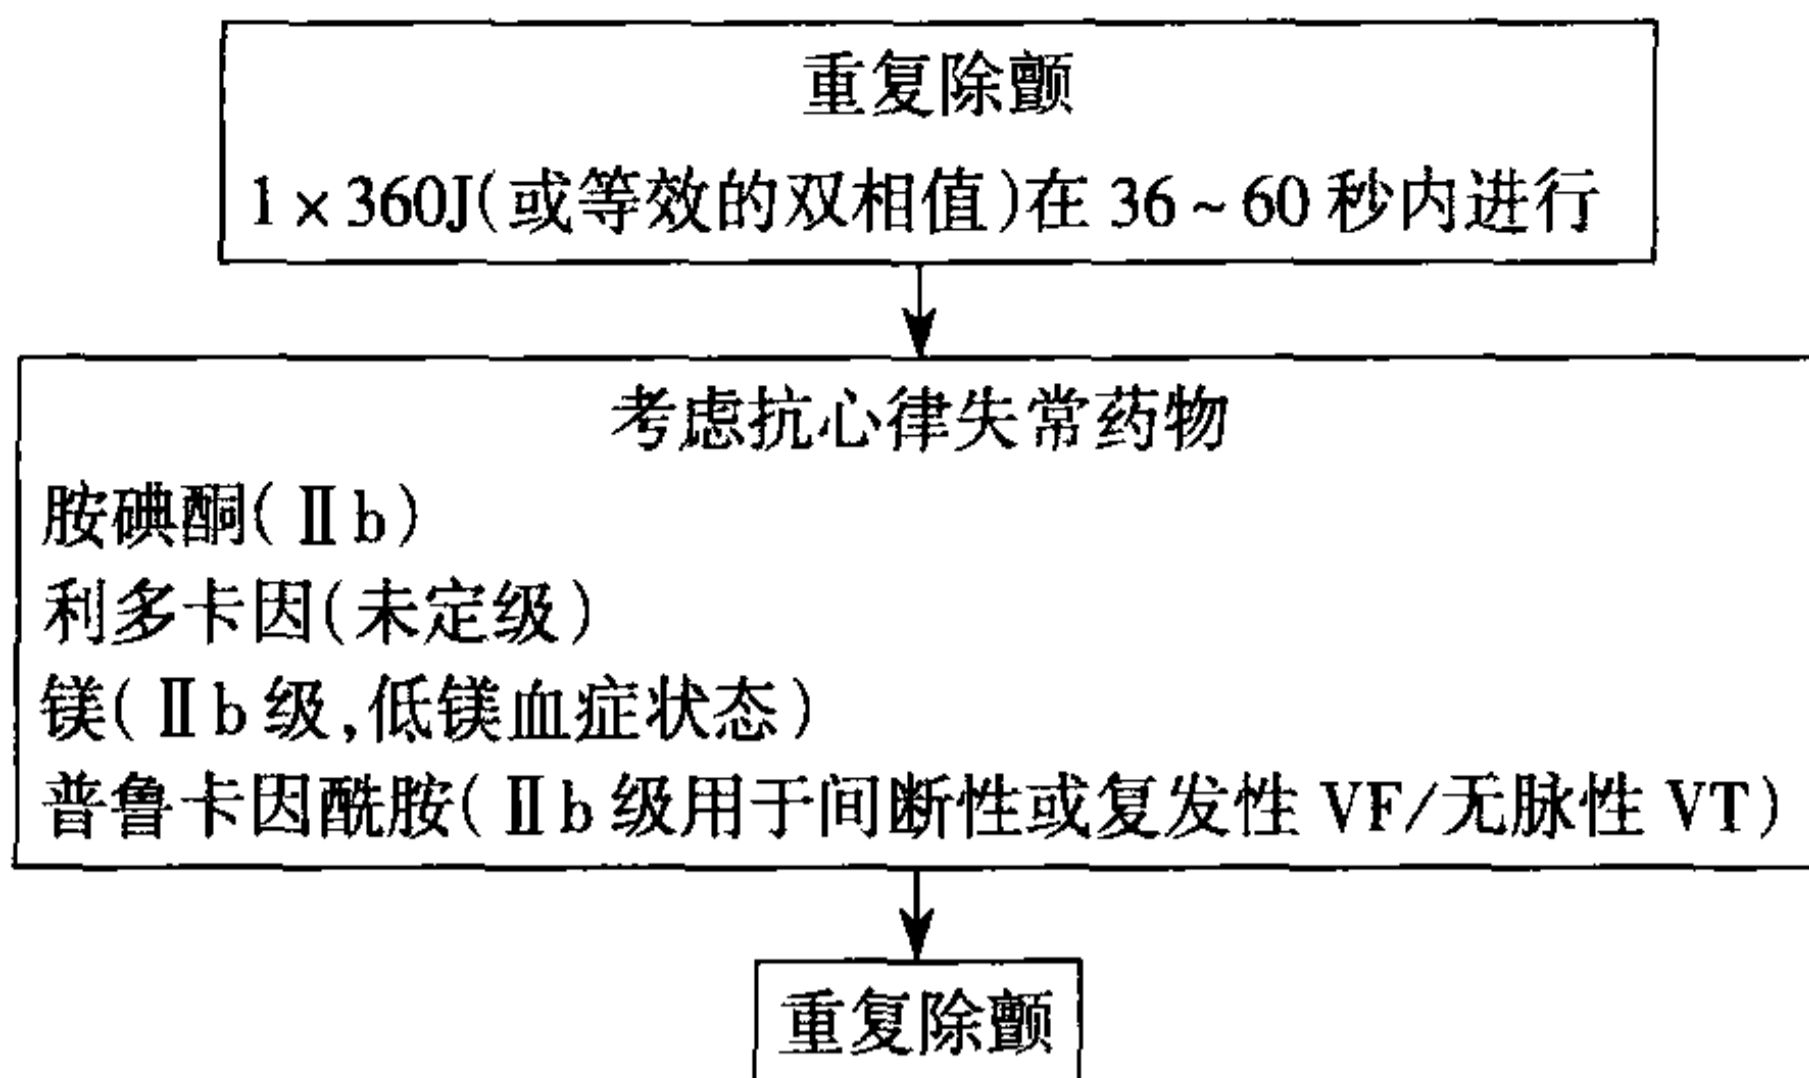 重复除颤
1×360J(或等效的双相值)在36~60秒内进行
考虑抗心律失常药物
胺碘酮(Ⅱb)
利多卡因(未定级)
镁(Ⅱb级,低镁血症状态)
普鲁卡因酰胺(Ⅱb级用于间断性或复发性VF/无脉性VT)
重复除颤